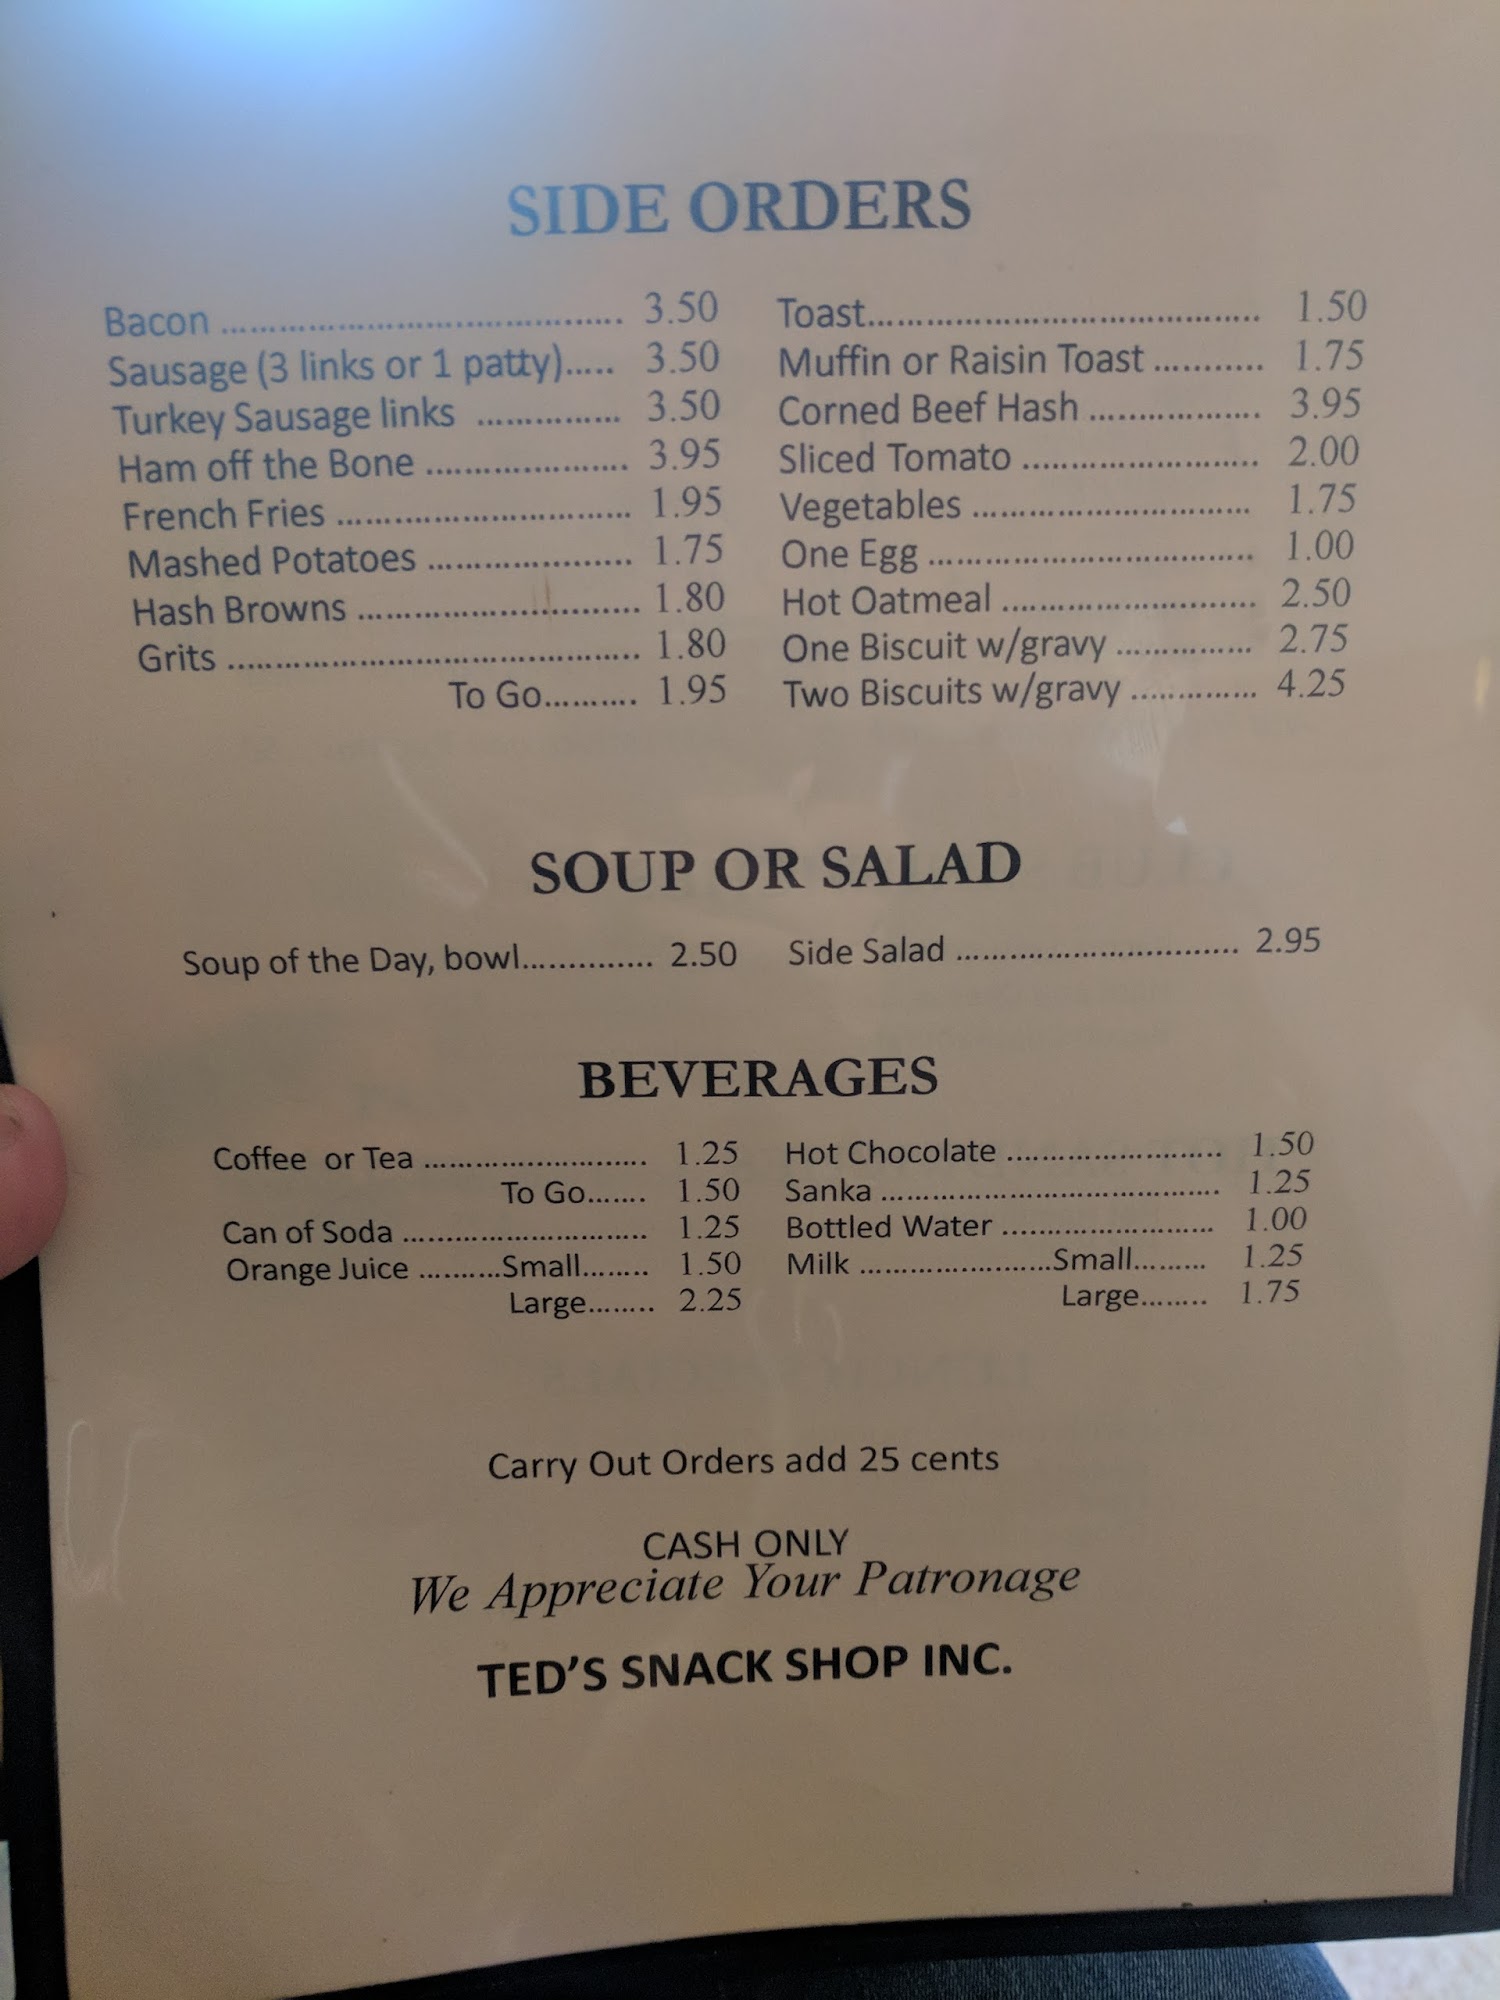 SIDE ORDERS
Bacon ........................................ 3.50
Sausage (3 links or 1 patty)..... 3.50
Turkey Sausage links ............... 3.50
Ham off the Bone ..................... 3.95
French Fries .............................. 1.95
Mashed Potatoes ..................... 1.75
Hash Browns ............................. 1.80
Grits .......................................... 1.80
To Go.......... 1.95
Toast........................................ 1.50
Muffin or Raisin Toast ........... 1.75
Corned Beef Hash .................. 3.95
Sliced Tomato ........................ 2.00
Vegetables ............................ 1.75
One Egg ................................. 1.00
Hot Oatmeal .......................... 2.50
One Biscuit w/gravy .............. 2.75
Two Biscuits w/gravy ............. 4.25
SOUP OR SALAD
Soup of the Day, bowl.............. 2.50
Side Salad ................................ 2.95
BEVERAGES
Coffee or Tea .......................... 1.25
To Go....... 1.50
Can of Soda ............................ 1.25
Orange Juice ..........Small........ 1.50
Large........ 2.25
Hot Chocolate ........................ 1.50
Sanka ...................................... 1.25
Bottled Water ........................ 1.00
Milk ......................Small......... 1.25
Large........ 1.75
Carry Out Orders add 25 cents
CASH ONLY
We Appreciate Your Patronage
TED'S SNACK SHOP INC.